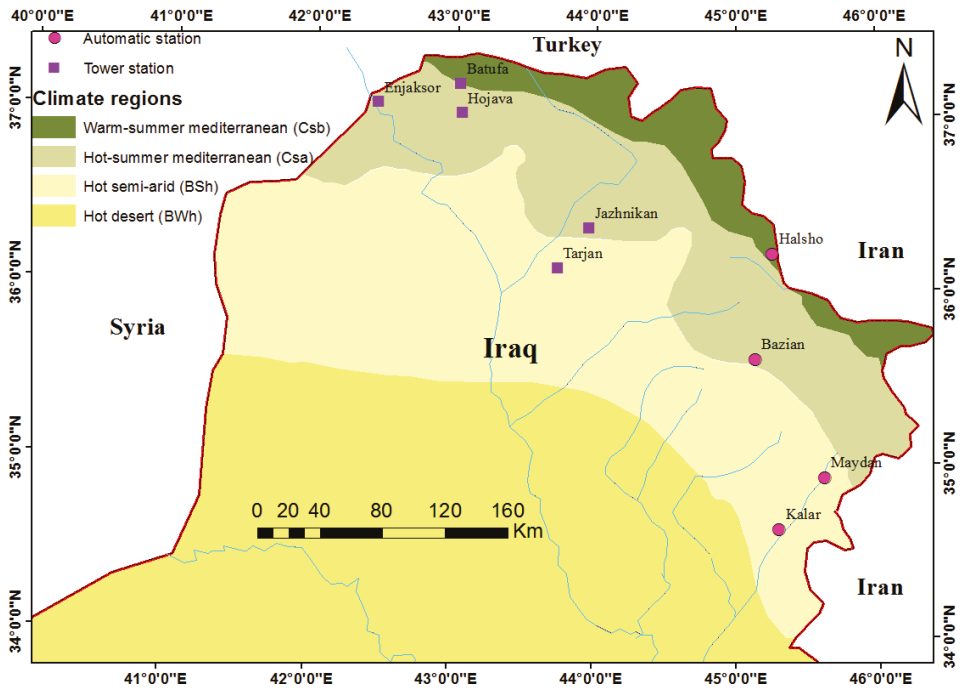 40°0'0"E 42°0'0"E 43°0'0"E 44°0'0"E 45°0'0"E 46°0'0"E
Automatic station
Tower station
Climate regions
Warm-summer mediterranean (Csb)
Hot-summer mediterranean (Csa)
Hot semi-arid (BSh)
Hot desert (BWh)
Turkey
N
Batufa
Enjaksor
Hojava
Jazhnikan
Tarjan
Halsho
Iran
Syria
Iraq
Bazian
Maydan
Kalar
Iran
0 20 40 80 120 160
Km
37°0'0"N
36°0'0"N
35°0'0"N
34°0'0"N
37°0'0"N
36°0'0"N
35°0'0"N
34°0'0"N
41°0'0"E 42°0'0"E 43°0'0"E 44°0'0"E 45°0'0"E 46°0'0"E